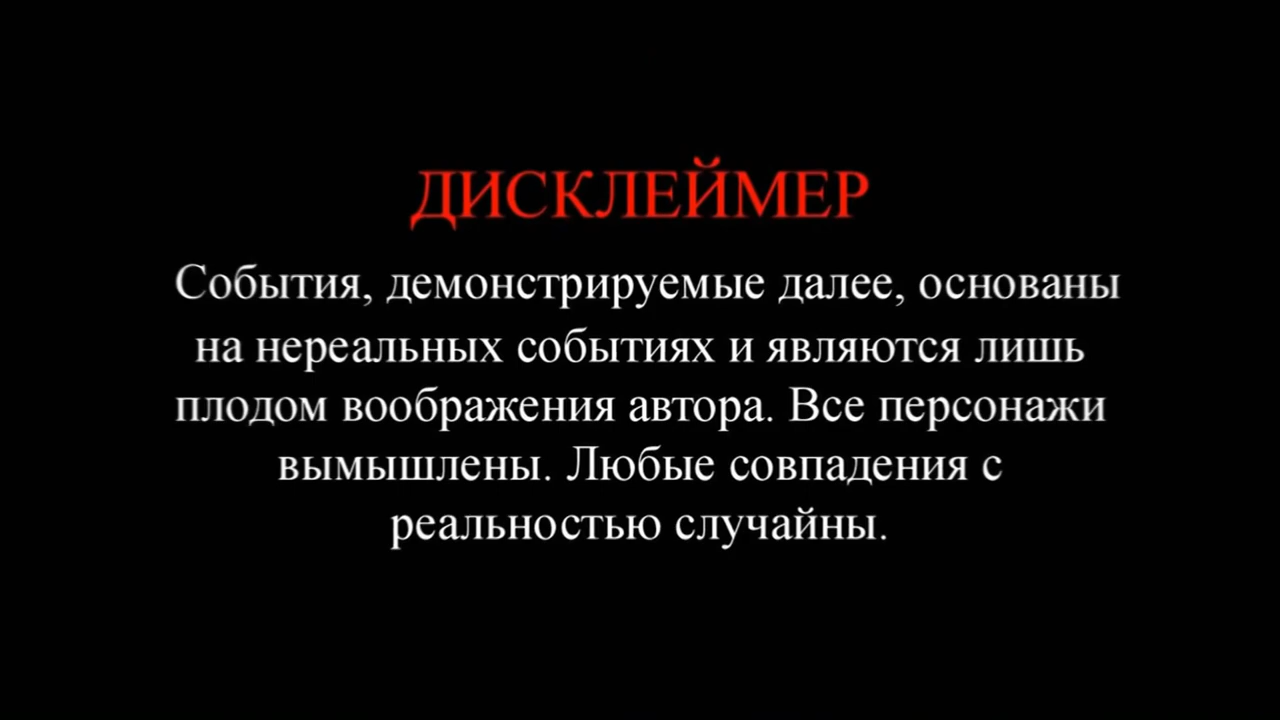 ДИСКЛЕЙМЕР
События, демонстрируемые далее, основаны
на нереальных событиях и являются лишь
плодом воображения автора. Все персонажи
вымышлены. Любые совпадения с
реальностью случайны.